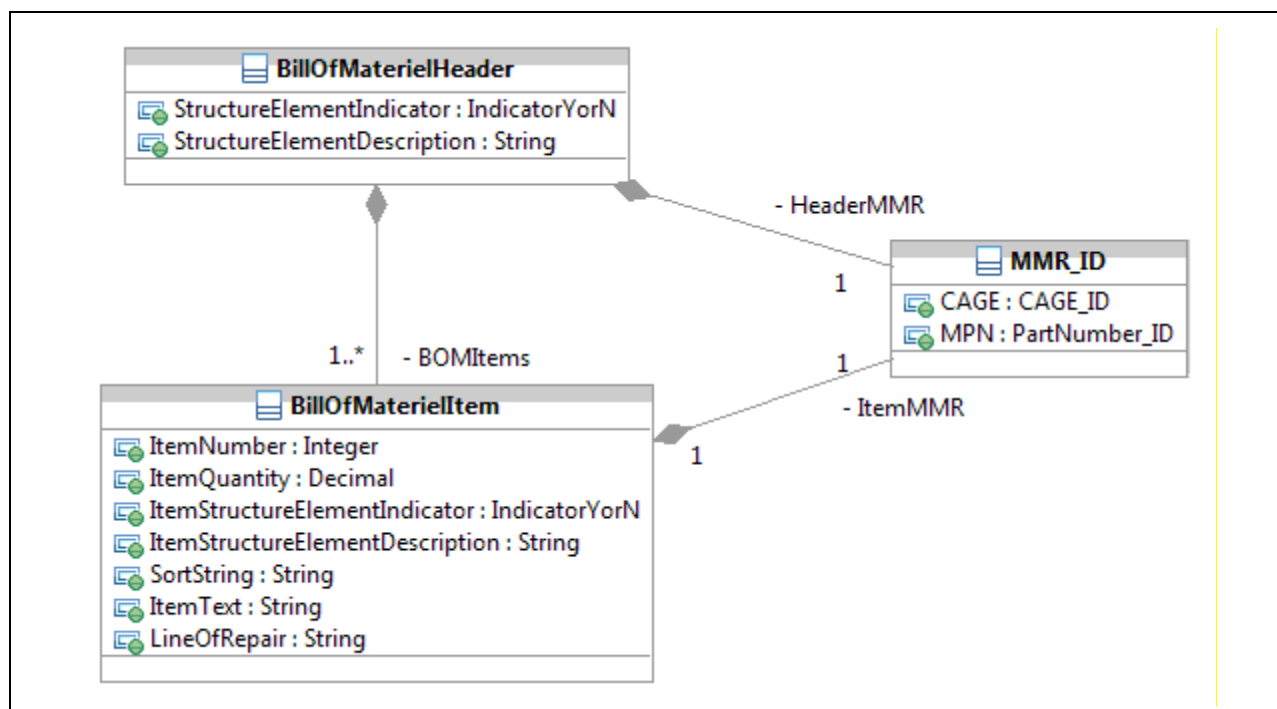 BillOfMaterielHeader
StructureElementIndicator : IndicatorYorN
StructureElementDescription : String
- HeaderMMR
1
MMR_ID
CAGE : CAGE_ID
MPN : PartNumber_ID
1..* - BOMItems
1
- ItemMMR
1
BillOfMaterielItem
ItemNumber : Integer
ItemQuantity : Decimal
ItemStructureElementIndicator : IndicatorYorN
ItemStructureElementDescription : String
SortString : String
ItemText : String
LineOfRepair : String